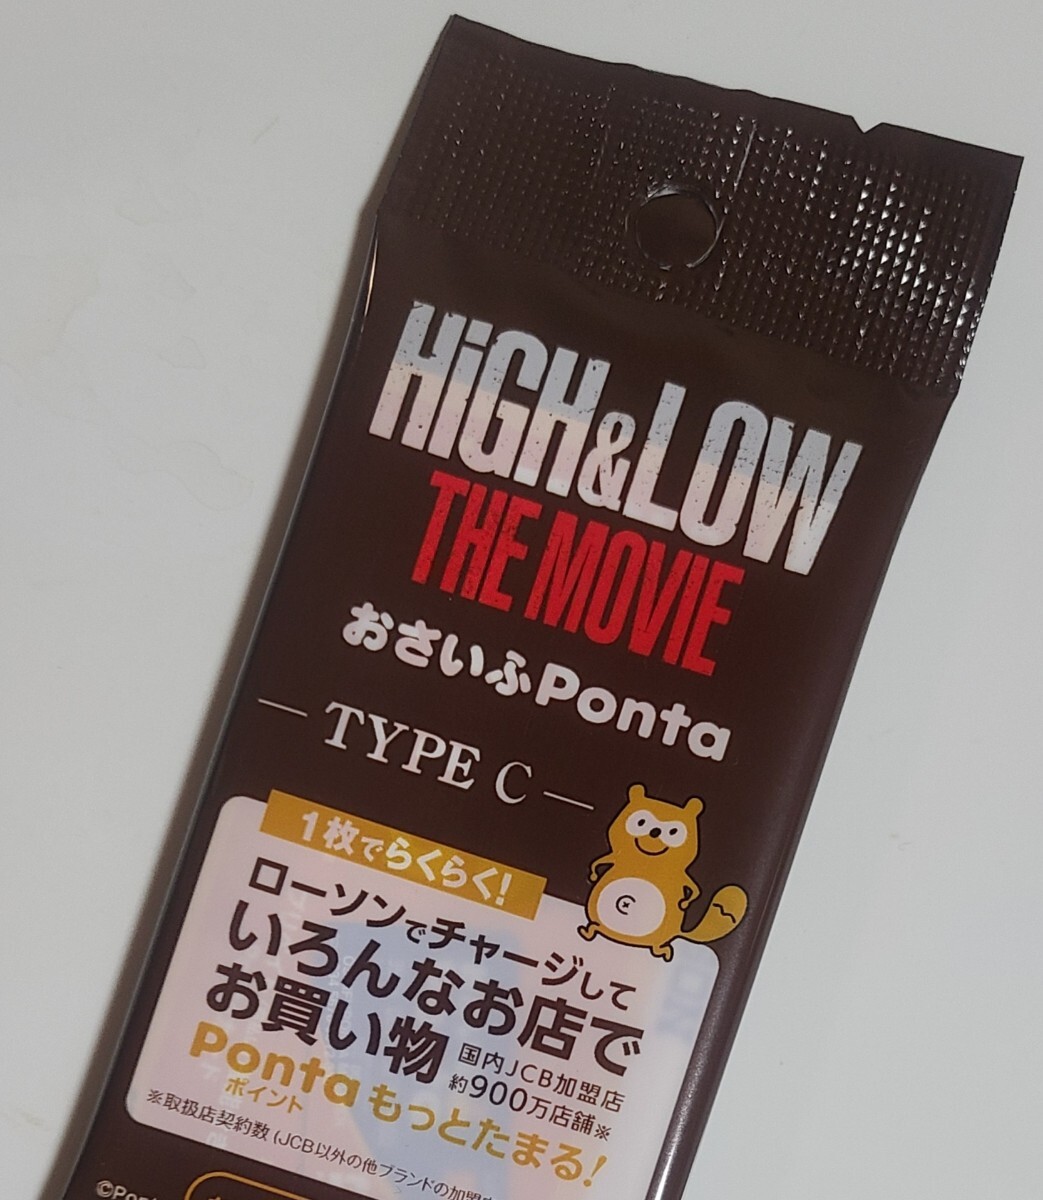 HiGH&LOW
THE MOVIE
おさいふPonta
― TYPE C ―
1枚でらくらく!
ローソンでチャージして
いろんなお店で
お買い物 国内JCB加盟店
約900万店舗※
Pontaポイント もっとたまる!
※取扱店契約数(JCB以外の他ブランドの加盟店
©Pont